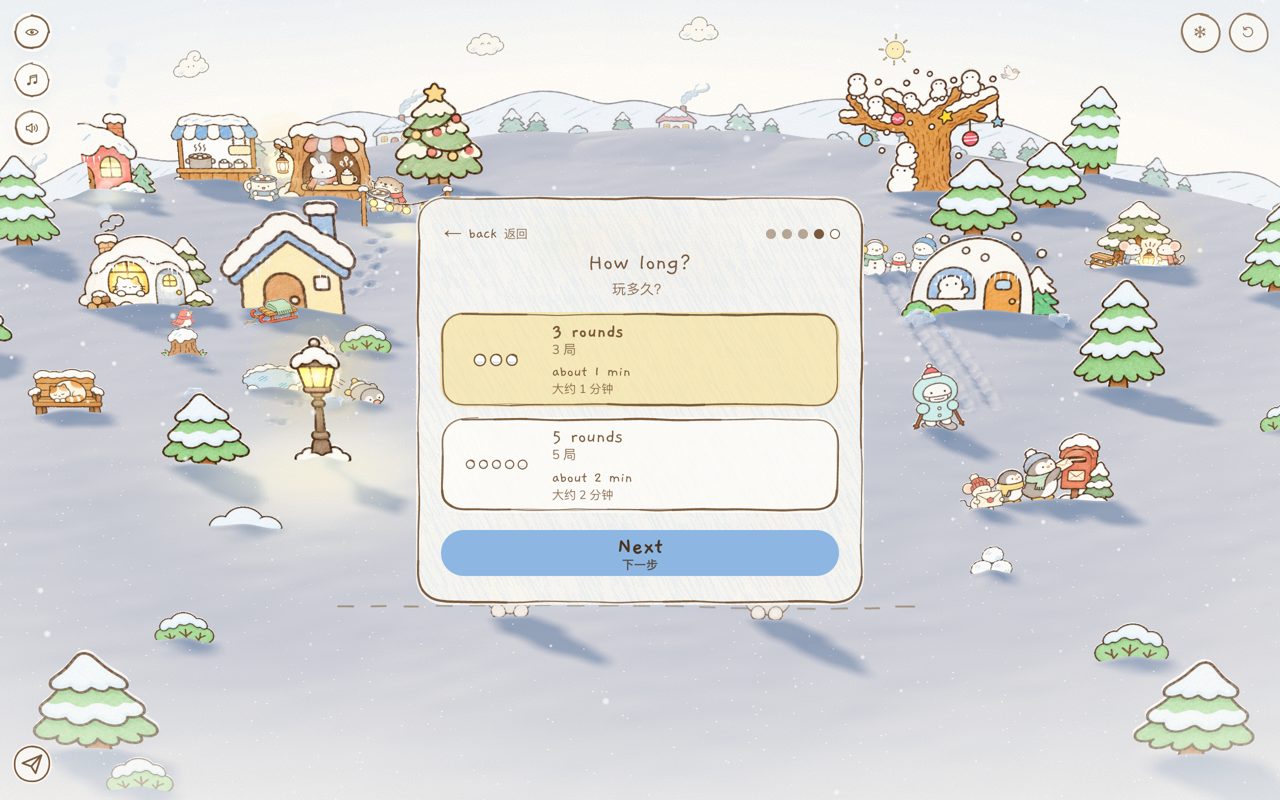 ← back 返回
How long?
玩多久?
3 rounds
3 局
about 1 min
大约 1 分钟
5 rounds
5 局
about 2 min
大约 2 分钟
Next
下一步